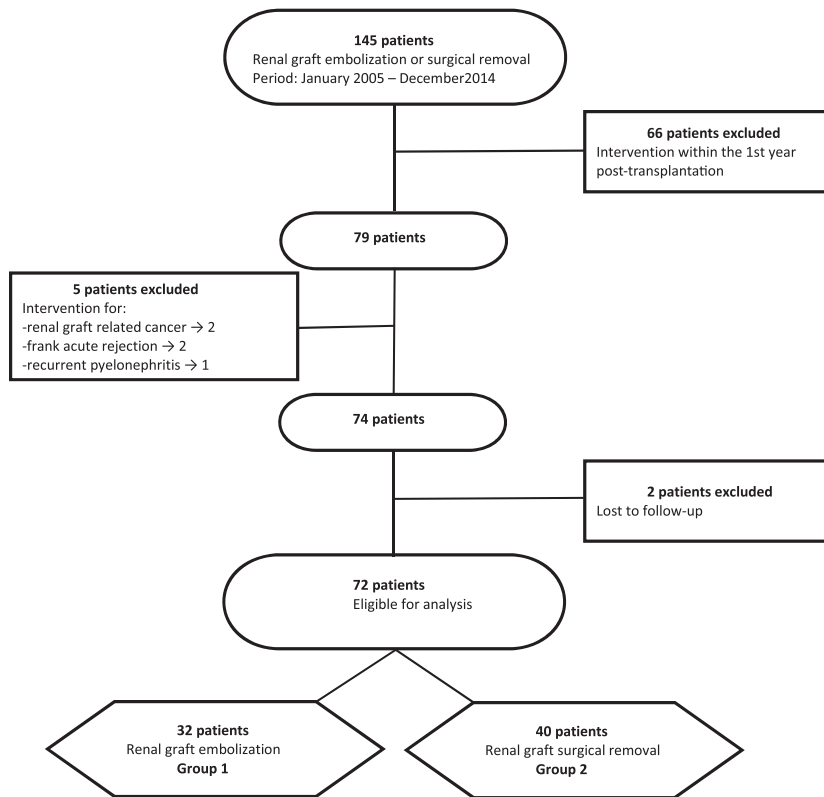 145 patients
Renal graft embolization or surgical removal
Period: January 2005 – December2014
66 patients excluded
Intervention within the 1st year
post-transplantation
79 patients
5 patients excluded
Intervention for:
-renal graft related cancer → 2
-frank acute rejection → 2
-recurrent pyelonephritis → 1
74 patients
2 patients excluded
Lost to follow-up
72 patients
Eligible for analysis
32 patients
Renal graft embolization
Group 1
40 patients
Renal graft surgical removal
Group 2